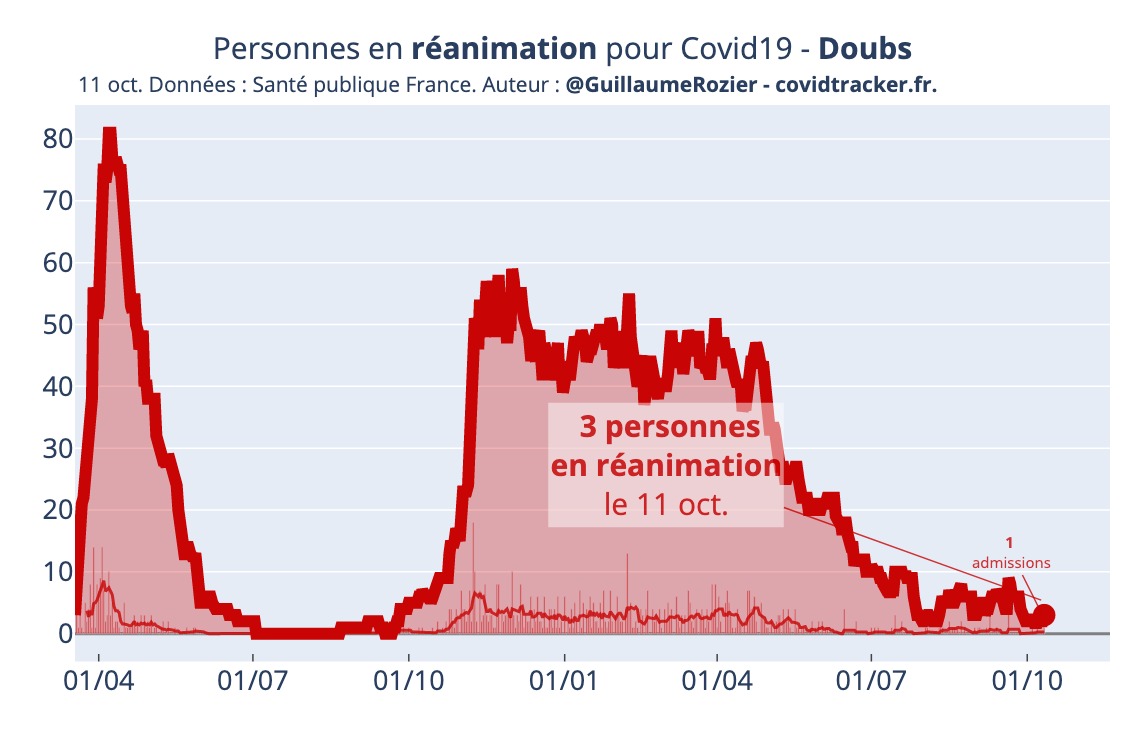 Personnes en réanimation pour Covid19 - Doubs
11 oct. Données : Santé publique France. Auteur : @GuillaumeRozier - covidtracker.fr.
80
70
60
50
40
30
20
10
0
3 personnes
en réanimation
le 11 oct.
1
admissions
01/04 01/07 01/10 01/01 01/04 01/07 01/10